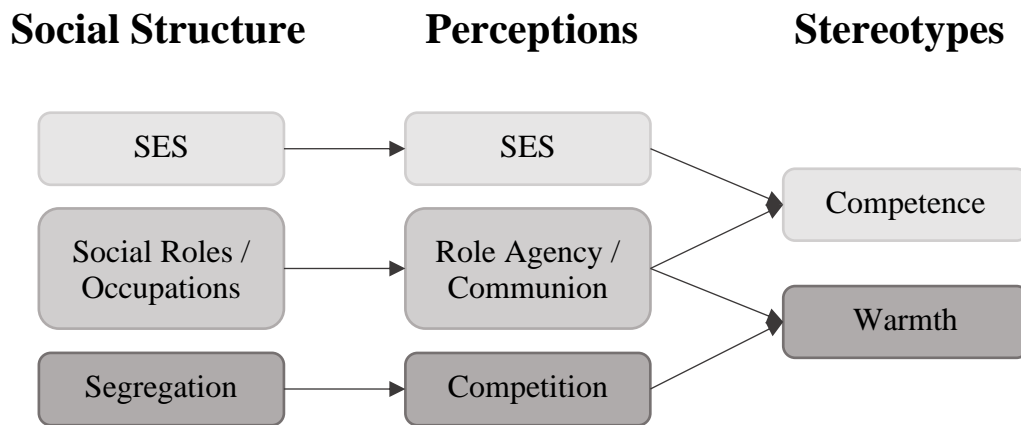 Social Structure
Perceptions
Stereotypes
SES
SES
Competence
Social Roles /
Occupations
Role Agency /
Communion
Warmth
Segregation
Competition